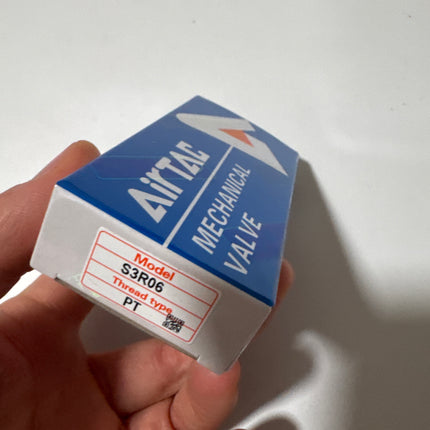 AirTAC
MECHANICAL
VALVE
Model
S3R06
Thread type
PT